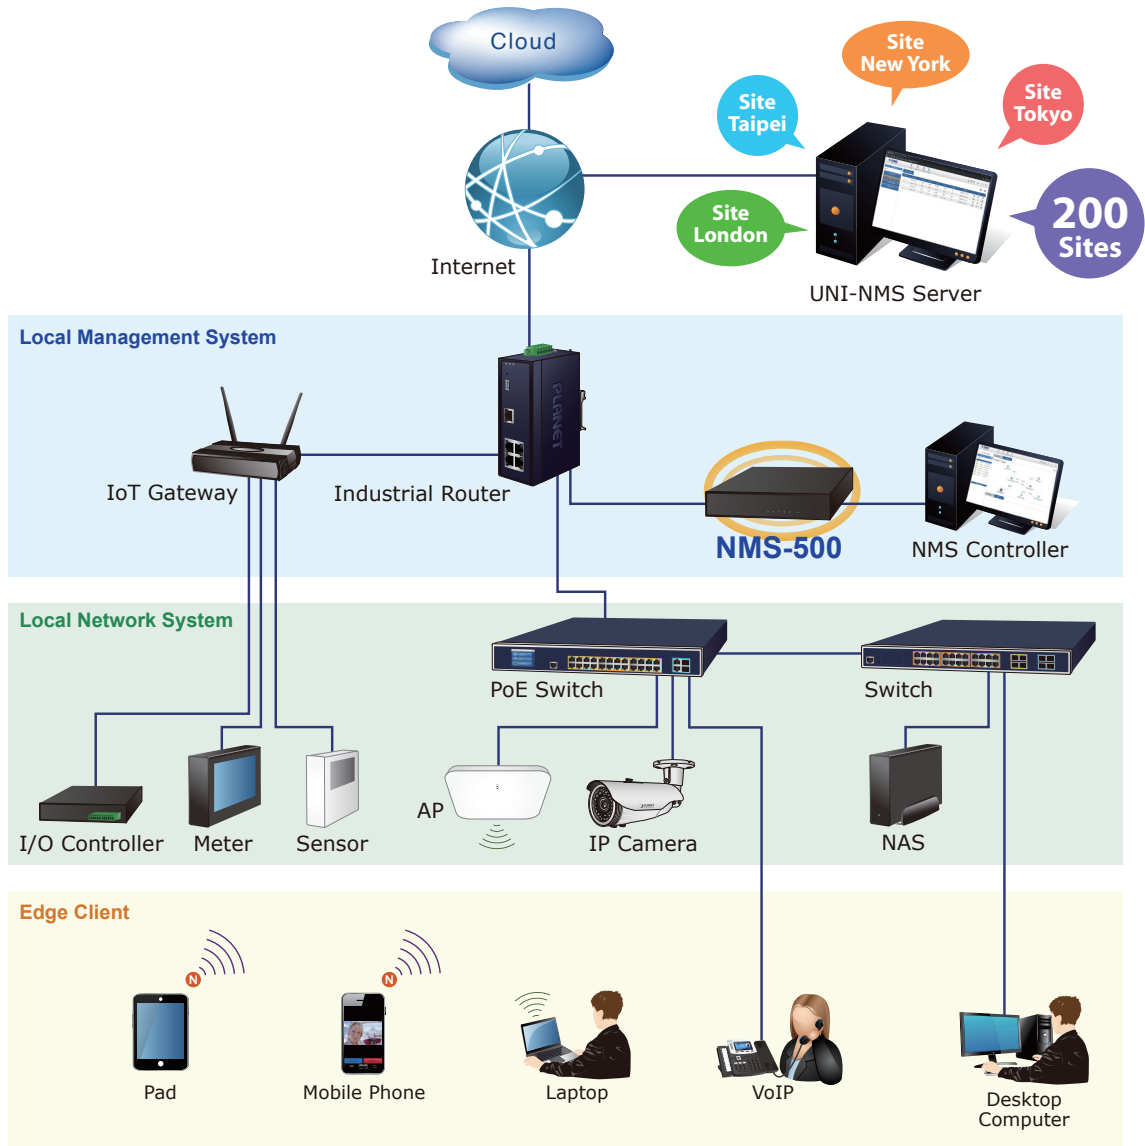 Cloud
Site
New York
Site
Taipei
Site
Tokyo
Site
London
200
Sites
Internet
UNI-NMS Server
Local Management System
PLANET
IoT Gateway
Industrial Router
NMS-500
NMS Controller
Local Network System
PoE Switch
Switch
AP
I/O Controller
Meter
Sensor
IP Camera
NAS
Edge Client
N
N
Pad
Mobile Phone
Laptop
VoIP
Desktop
Computer